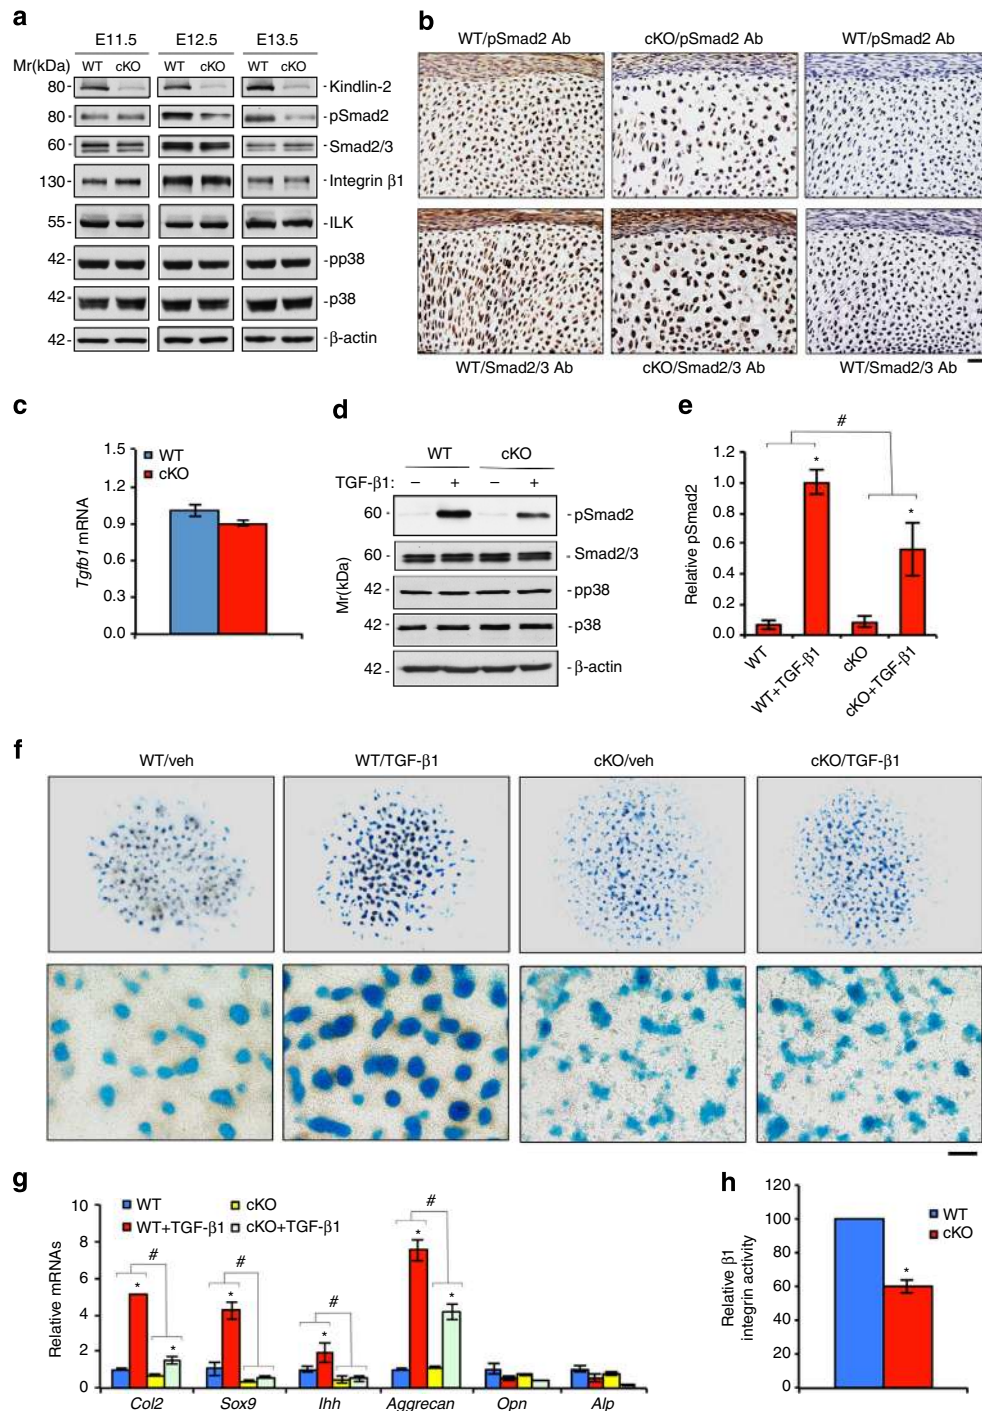 a
E11.5 E12.5 E13.5
Mr(kDa) WT cKO WT cKO WT cKO
80 - - Kindlin-2
80 - - pSmad2
60 - - Smad2/3
130 - - Integrin β1
55 - - ILK
42 - - pp38
42 - - p38
42 - - β-actin
b
WT/pSmad2 Ab cKO/pSmad2 Ab WT/pSmad2 Ab
WT/Smad2/3 Ab cKO/Smad2/3 Ab WT/Smad2/3 Ab
c
Tgfb1 mRNA
1.5
1.2
0.9
0.6
0.3
0.0
WT
cKO
d
WT cKO
TGF-β1: – + – +
Mr(kDa)
60 - - pSmad2
60 - - Smad2/3
42 - - pp38
42 - - p38
42 - - β-actin
e
Relative pSmad2
1.2
1.0
0.8
0.6
0.4
0.2
0.0
#
*
*
WT
WT+TGF-β1
cKO
cKO+TGF-β1
f
WT/veh WT/TGF-β1 cKO/veh cKO/TGF-β1
g
Relative mRNAs
10
8
6
4
2
0
WT cKO
WT+TGF-β1 cKO+TGF-β1
# # # #
* * * * * *
Col2 Sox9 Ihh Aggrecan Opn Alp
h
Relative β1
integrin activity
120
100
80
60
40
20
0
WT
cKO
*